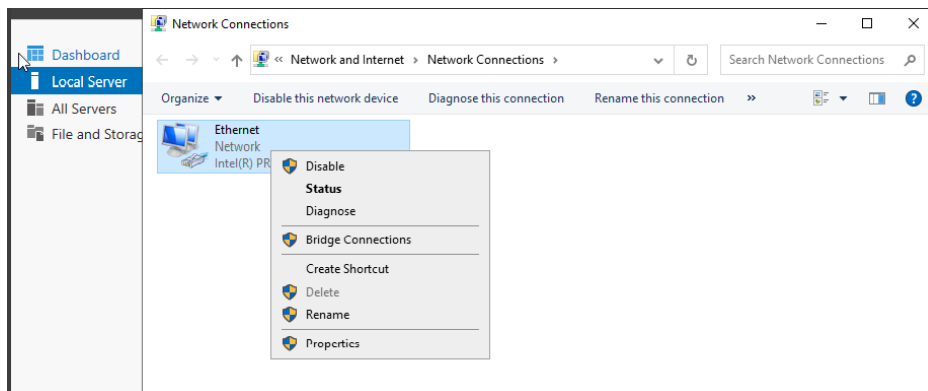 Network Connections
« Network and Internet > Network Connections >
Search Network Connections
Organize
Disable this network device
Diagnose this connection
Rename this connection
»
Dashboard
Local Server
All Servers
File and Storag
Ethernet
Network
Intel(R) PR
Disable
Status
Diagnose
Bridge Connections
Create Shortcut
Delete
Rename
Properties